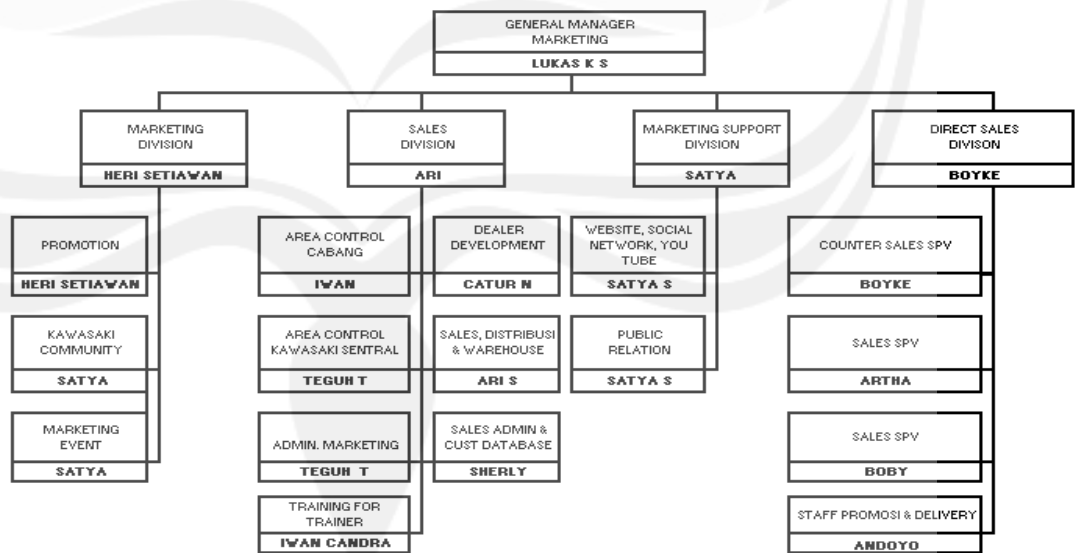 GENERAL MANAGER
MARKETING
LUKAS K S
MARKETING
DIVISION
HERI SETIAWAN
SALES
DIVISION
ARI
MARKETING SUPPORT
DIVISION
SATYA
DIRECT SALES
DIVISON
BOYKE
PROMOTION
HERI SETIAWAN
KAWASAKI
COMMUNITY
SATYA
MARKETING
EVENT
SATYA
AREA CONTROL
CABANG
IWAN
AREA CONTROL
KAWASAKI SENTRAL
TEGUH T
ADMIN. MARKETING
TEGUH T
TRAINING FOR
TRAINER
IWAN CANDRA
DEALER
DEVELOPMENT
CATUR N
SALES, DISTRIBUSI
& WAREHOUSE
ARI S
SALES ADMIN &
CUST DATABASE
SHERLY
WEBSITE, SOCIAL
NETWORK, YOU
TUBE
SATYA S
PUBLIC
RELATION
SATYA S
COUNTER SALES SPV
BOYKE
SALES SPV
ARTHA
SALES SPV
BOBY
STAFF PROMOSI & DELIVERY
ANDOYO